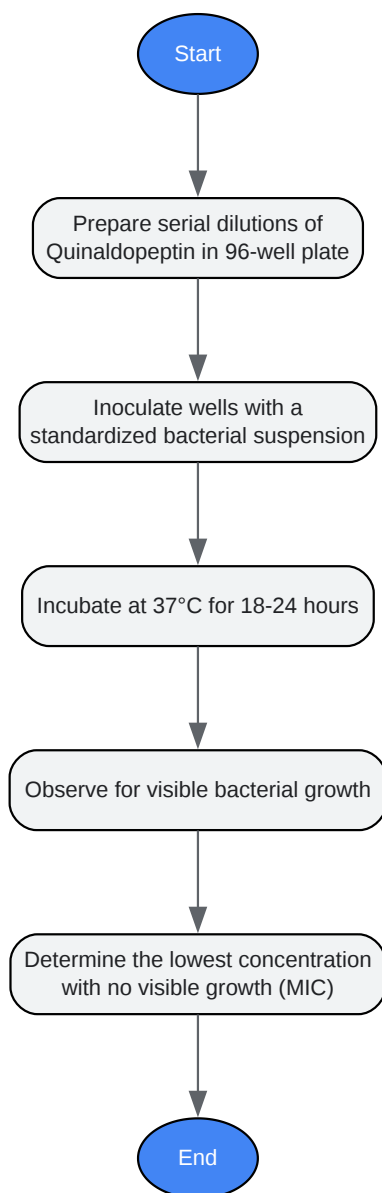 Start
Prepare serial dilutions of
Quinaldopeptin in 96-well plate
Inoculate wells with a
standardized bacterial suspension
Incubate at 37°C for 18-24 hours
Observe for visible bacterial growth
Determine the lowest concentration
with no visible growth (MIC)
End